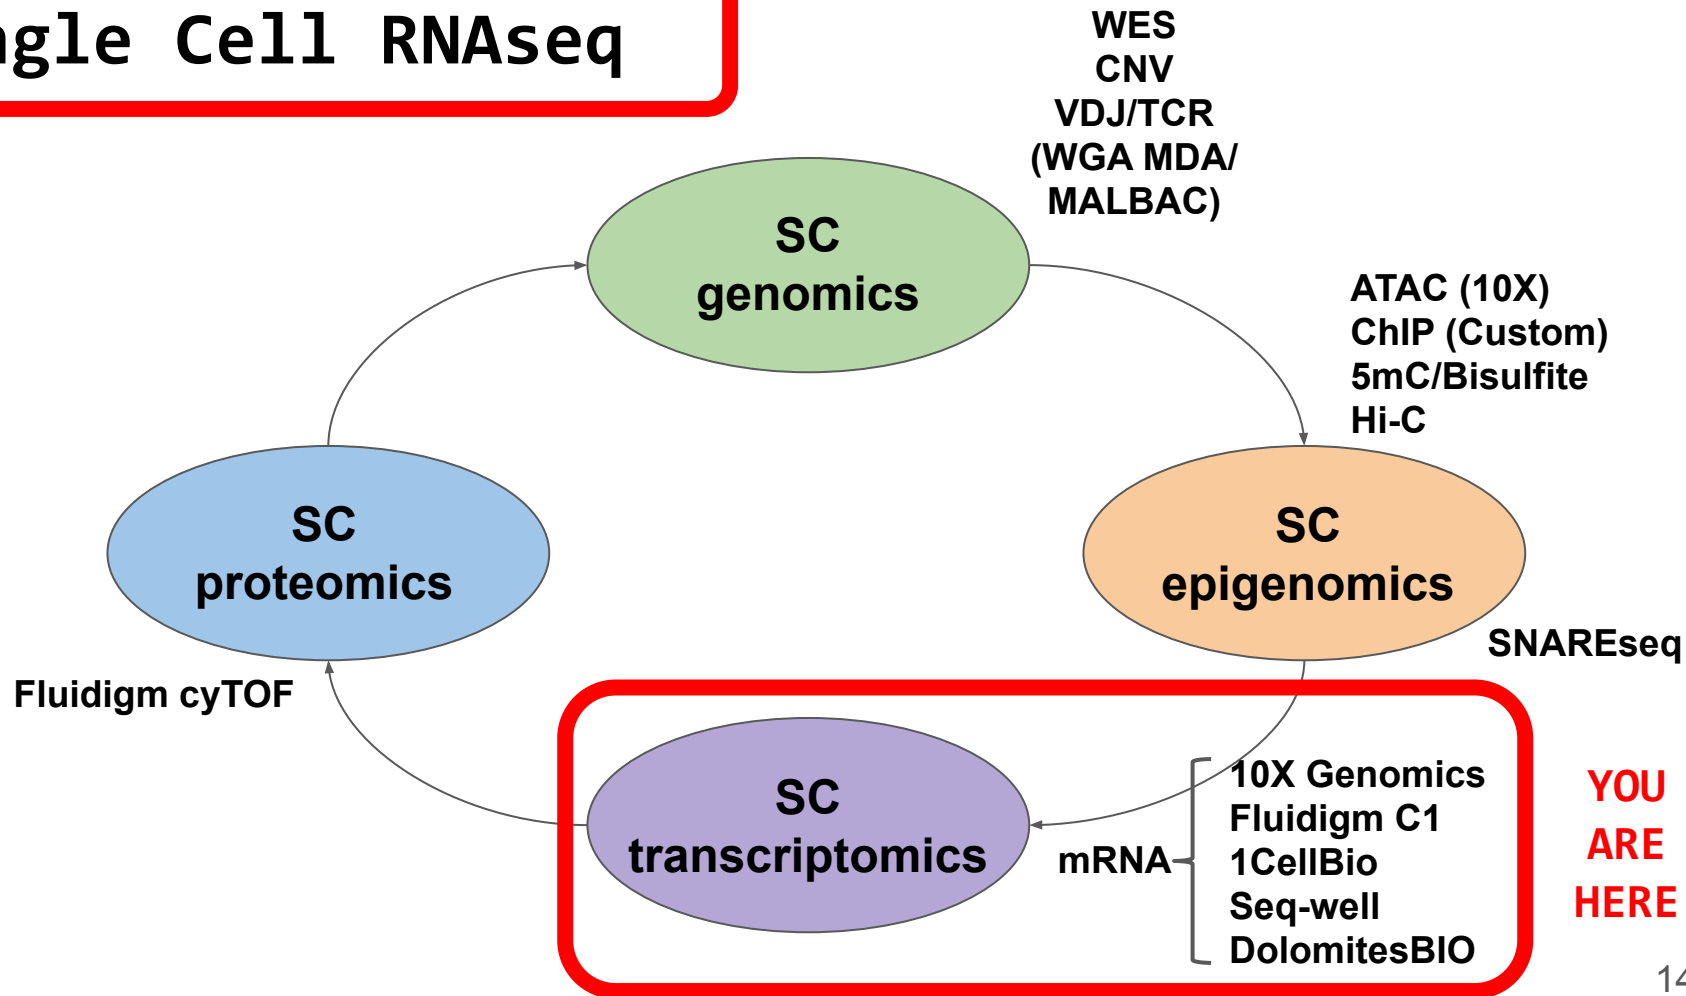 ngle Cell RNAseq
WES
CNV
VDJ/TCR
(WGA MDA/
MALBAC)
SC
genomics
ATAC (10X)
ChIP (Custom)
5mC/Bisulfite
Hi-C
SC
proteomics
SC
epigenomics
SNAREseq
Fluidigm cyTOF
SC
transcriptomics
mRNA
10X Genomics
Fluidigm C1
1CellBio
Seq-well
DolomitesBIO
YOU
ARE
HERE
14